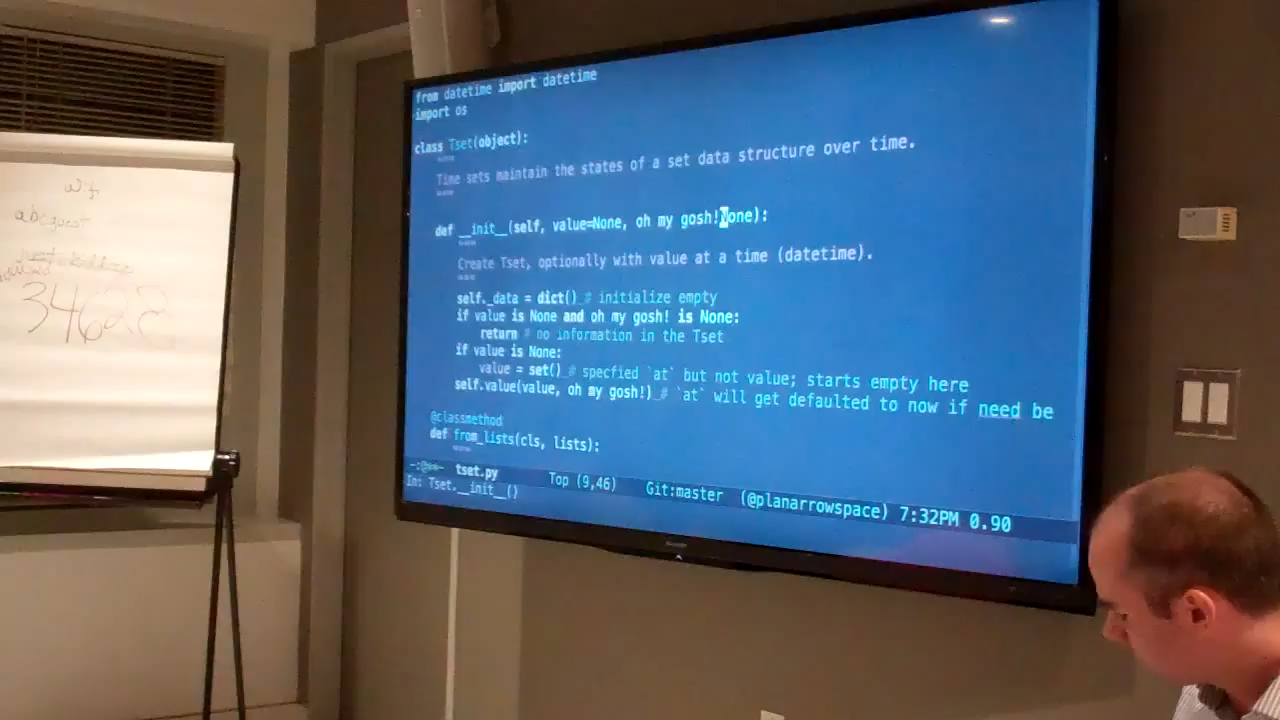 wifi
abcguest
34628
from datetime import datetime
import os
class Tset(object):
Time sets maintain the states of a set data structure over time.
def __init__(self, value=None, oh my gosh!None):
Create Tset, optionally with value at a time (datetime).
self._data = dict() # initialize empty
if value is None and oh my gosh! is None:
return # no information in the Tset
if value is None:
value = set() # specfied `at` but not value; starts empty here
self.value(value, oh my gosh!) # `at` will get defaulted to now if need be
@classmethod
def from_lists(cls, lists):
tset.py Top (9,46) Git:master (@planarrowspace) 7:32PM 0.90
In: Tset.__init__()